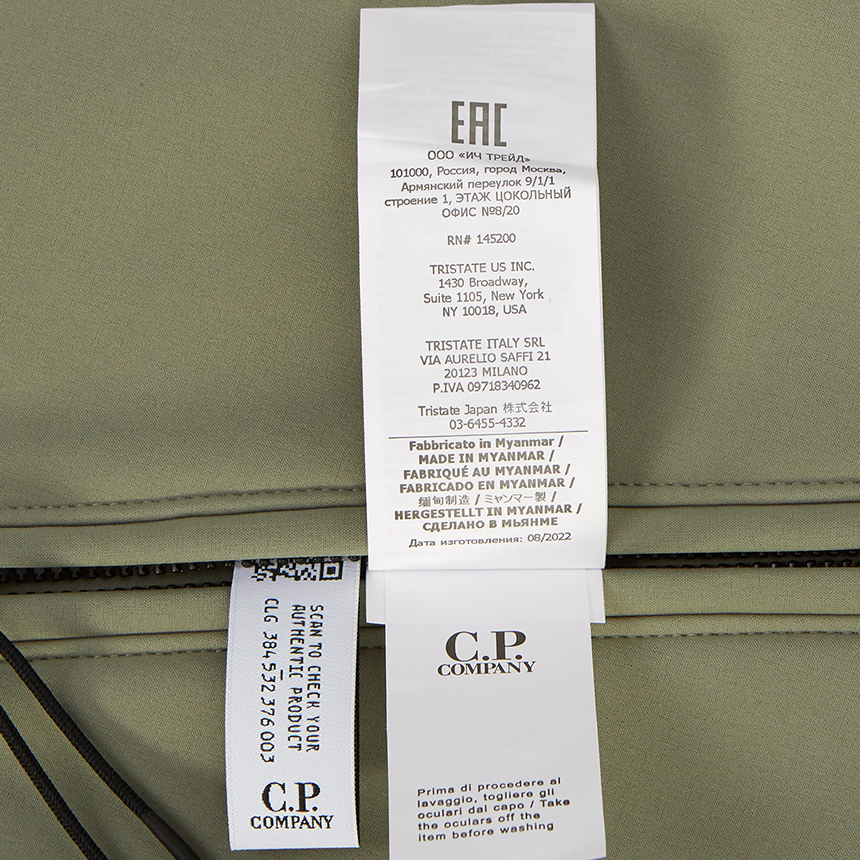 EAC
ООО «ИЧ ТРЕЙД»
101000, Россия, город Москва,
Армянский переулок 9/1/1
строение 1, ЭТАЖ ЦОКОЛЬНЫЙ
ОФИС №8/20
RN# 145200
TRISTATE US INC.
1430 Broadway,
Suite 1105, New York
NY 10018, USA
TRISTATE ITALY SRL
VIA AURELIO SAFFI 21
20123 MILANO
P.IVA 09718340962
Tristate Japan 株式会社
03-6455-4332
Fabbricato in Myanmar /
MADE IN MYANMAR /
FABRIQUÉ AU MYANMAR /
FABRICADO EN MYANMAR /
缅甸制造 / ミャンマー製 /
HERGESTELLT IN MYANMAR /
СДЕЛАНО В МЬЯНМЕ
Дата изготовления: 08/2022
SCAN TO CHECK YOUR
AUTHENTIC PRODUCT
CLG 384532376003
C.P.
COMPANY
C.P.
COMPANY
Prima di procedere al
lavaggio, togliere gli
oculari dal capo / Take
the oculars off the
item before washing